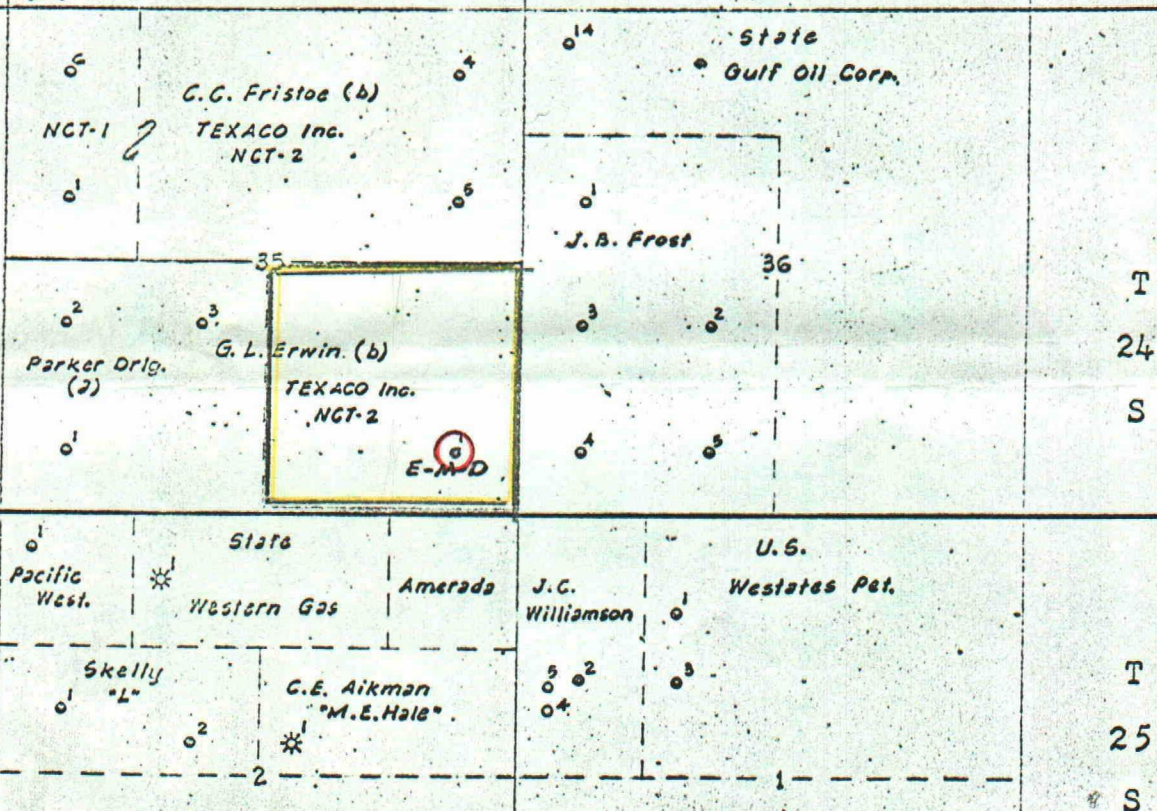 6
4
14
State
Gulf Oil Corp.
C.C. Fristoe (b)
NCT-1
TEXACO Inc.
NCT-2
1
5
1
J.B. Frost
35
36
T
24
S
2
3
3
2
G.L. Erwin (b)
Parker Drlg.
(a)
TEXACO Inc.
NCT-2
1
1
E-M-D
4
5
1
State
1
Pacific
West.
Western Gas
Amerada
J.C.
Williamson
U.S.
Westates Pet.
1
Skelly
"L"
1
2
C.E. Aikman
"M.E. Hale"
1
5
2
4
3
T
25
S
2
1